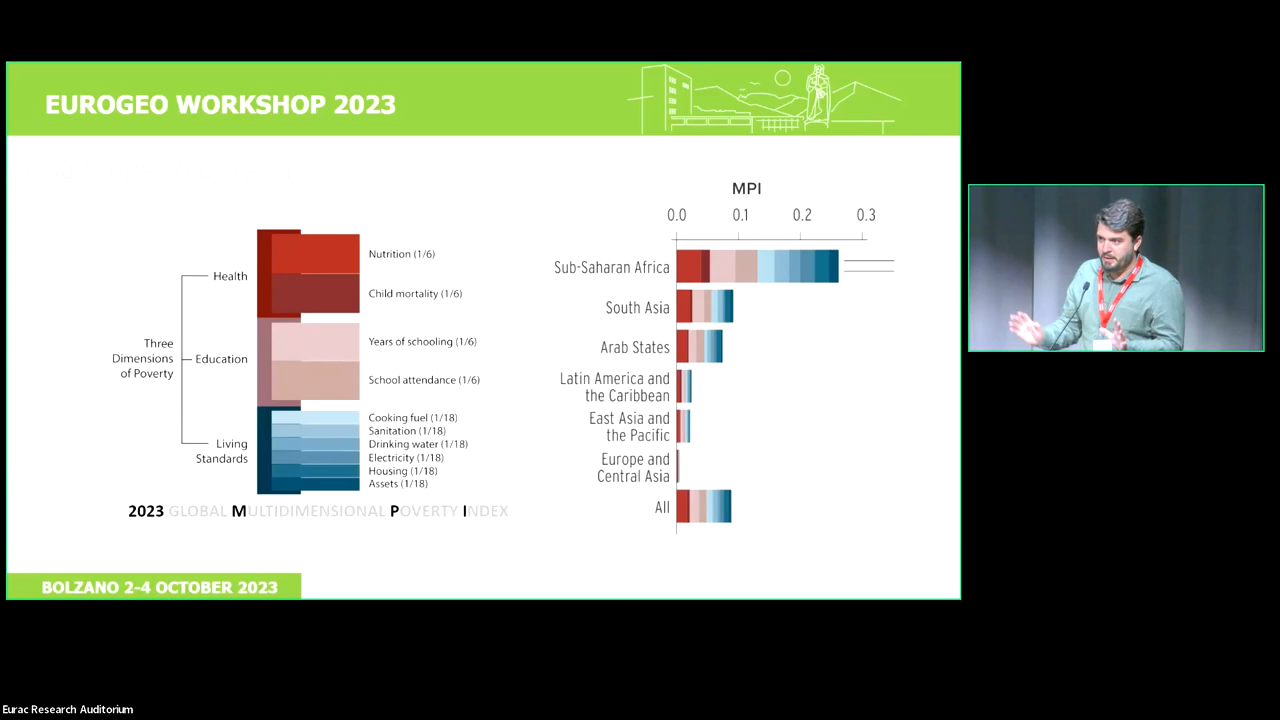 EUROGEO WORKSHOP 2023
Three
Dimensions
of Poverty
Health
Education
Living
Standards
Nutrition (1/6)
Child mortality (1/6)
Years of schooling (1/6)
School attendance (1/6)
Cooking fuel (1/18)
Sanitation (1/18)
Drinking water (1/18)
Electricity (1/18)
Housing (1/18)
Assets (1/18)
2023 GLOBAL MULTIDIMENSIONAL POVERTY INDEX
MPI
0.0 0.1 0.2 0.3
Sub-Saharan Africa
South Asia
Arab States
Latin America and
the Caribbean
East Asia and
the Pacific
Europe and
Central Asia
All
BOLZANO 2-4 OCTOBER 2023
Eurac Research Auditorium